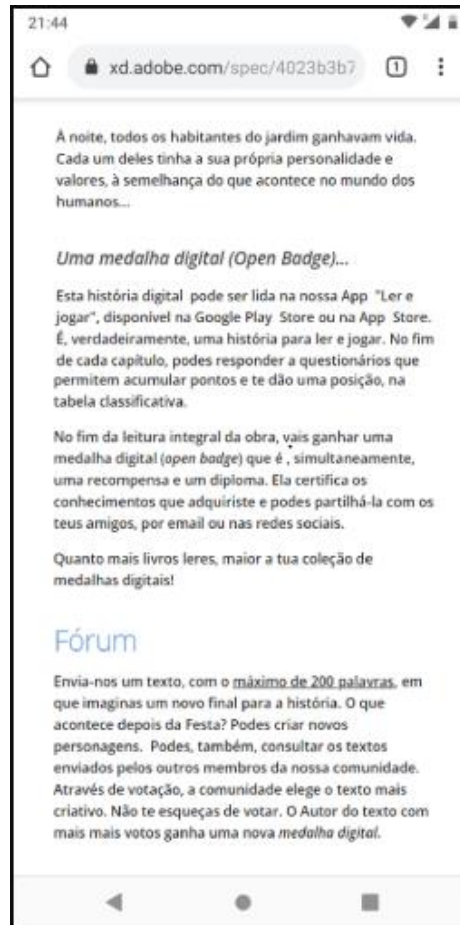 21:44
xd.adobe.com/spec/4023b3b7
1
À noite, todos os habitantes do jardim ganhavam vida.
Cada um deles tinha a sua própria personalidade e
valores, à semelhança do que acontece no mundo dos
humanos...
Uma medalha digital (Open Badge)...
Esta história digital pode ser lida na nossa App "Ler e
jogar", disponível na Google Play Store ou na App Store.
É, verdadeiramente, uma história para ler e jogar. No fim
de cada capítulo, podes responder a questionários que
permitem acumular pontos e te dão uma posição, na
tabela classificativa.
No fim da leitura integral da obra, vais ganhar uma
medalha digital (open badge) que é , simultaneamente,
uma recompensa e um diploma. Ela certifica os
conhecimentos que adquiriste e podes partilhá-la com os
teus amigos, por email ou nas redes sociais.
Quanto mais livros leres, maior a tua coleção de
medalhas digitais!
Fórum
Envia-nos um texto, com o máximo de 200 palavras, em
que imaginas um novo final para a história. O que
acontece depois da Festa? Podes criar novos
personagens. Podes, também, consultar os textos
enviados pelos outros membros da nossa comunidade.
Através de votação, a comunidade elege o texto mais
criativo. Não te esqueças de votar. O Autor do texto com
mais mais votos ganha uma nova medalha digital.